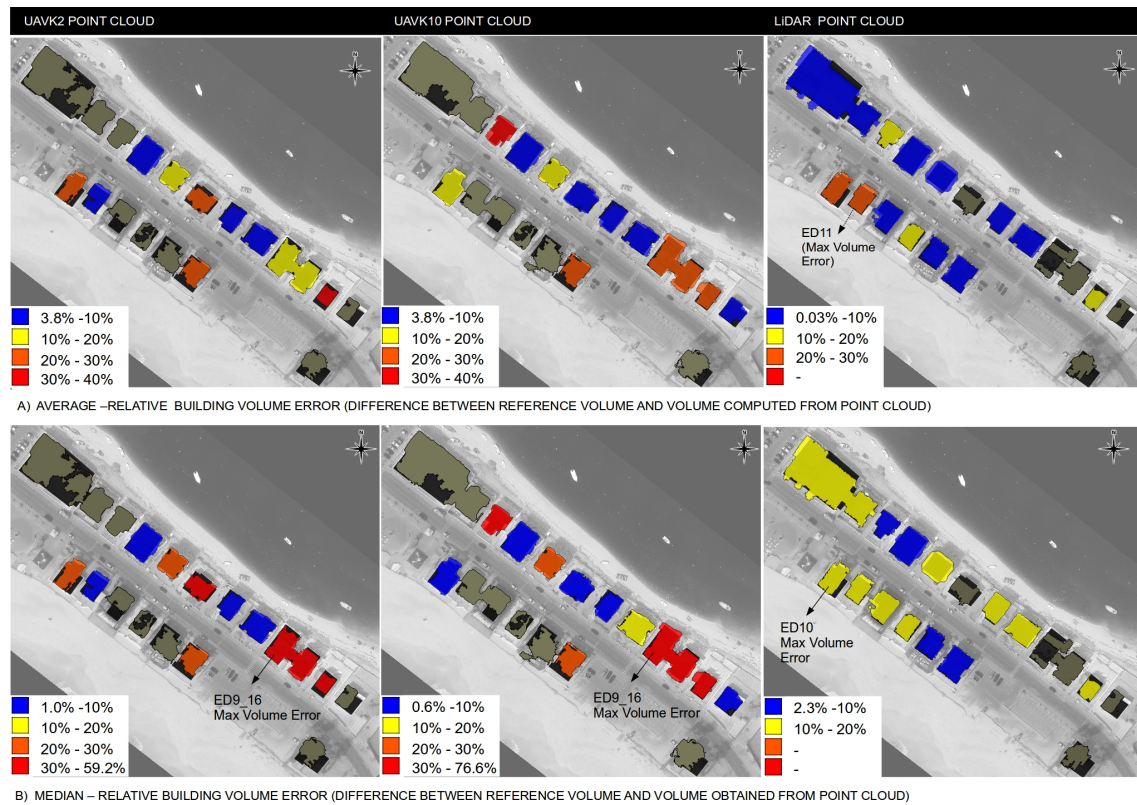 UAVK2 POINT CLOUD
UAVK10 POINT CLOUD
LiDAR POINT CLOUD
N
N
N
ED11
(Max Volume
Error)
3.8% -10%
10% - 20%
20% - 30%
30% - 40%
3.8% -10%
10% - 20%
20% - 30%
30% - 40%
0.03% -10%
10% - 20%
20% - 30%
-
A) AVERAGE –RELATIVE BUILDING VOLUME ERROR (DIFFERENCE BETWEEN REFERENCE VOLUME AND VOLUME COMPUTED FROM POINT CLOUD)
N
N
N
ED9_16
Max Volume Error
ED9_16
Max Volume Error
ED10
Max Volume
Error
1.0% -10%
10% - 20%
20% - 30%
30% - 59.2%
0.6% -10%
10% - 20%
20% - 30%
30% - 76.6%
2.3% -10%
10% - 20%
-
-
B) MEDIAN – RELATIVE BUILDING VOLUME ERROR (DIFFERENCE BETWEEN REFERENCE VOLUME AND VOLUME OBTAINED FROM POINT CLOUD)